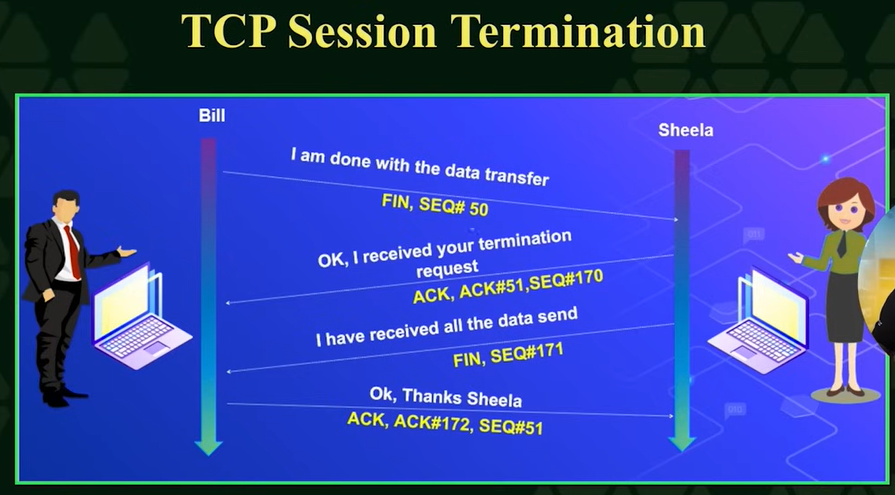 TCP Session Termination
Bill
Sheela
I am done with the data transfer
FIN, SEQ# 50
OK, I received your termination
request
ACK, ACK#51,SEQ#170
I have received all the data send
FIN, SEQ#171
Ok, Thanks Sheela
ACK, ACK#172, SEQ#51